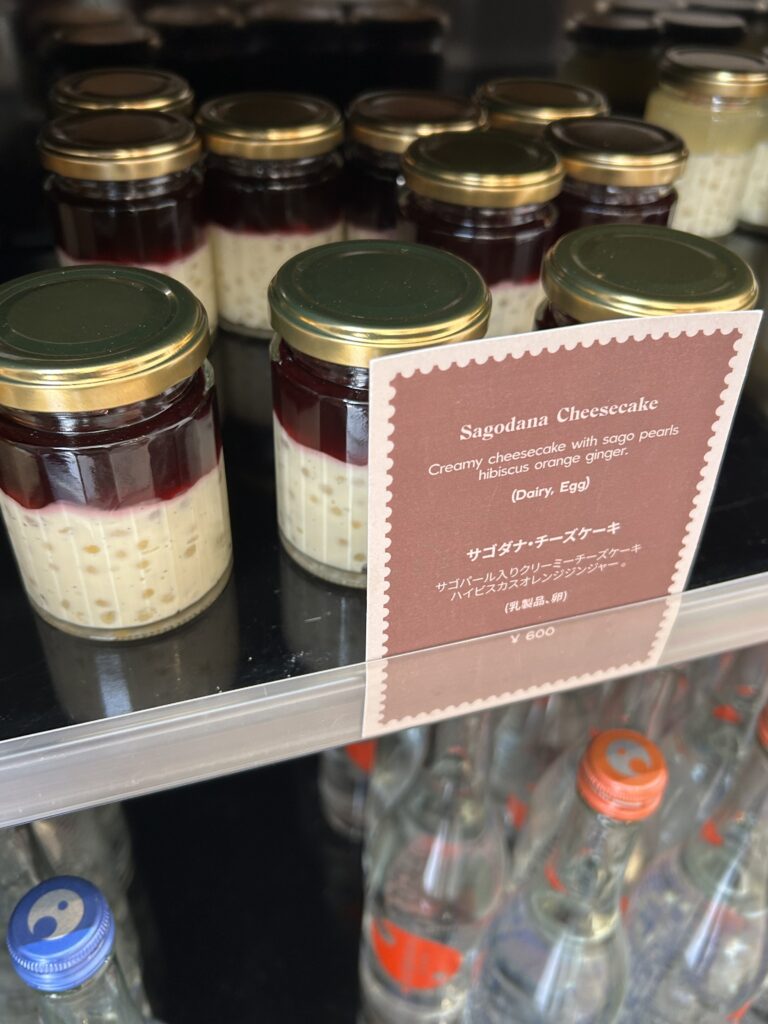 Sagodana Cheesecake
Creamy cheesecake with sago pearls
hibiscus orange ginger.
(Dairy, Egg)
サゴダナ・チーズケーキ
サゴパール入りクリーミーチーズケーキ
ハイビスカスオレンジジンジャー。
(乳製品、卵)
¥ 600